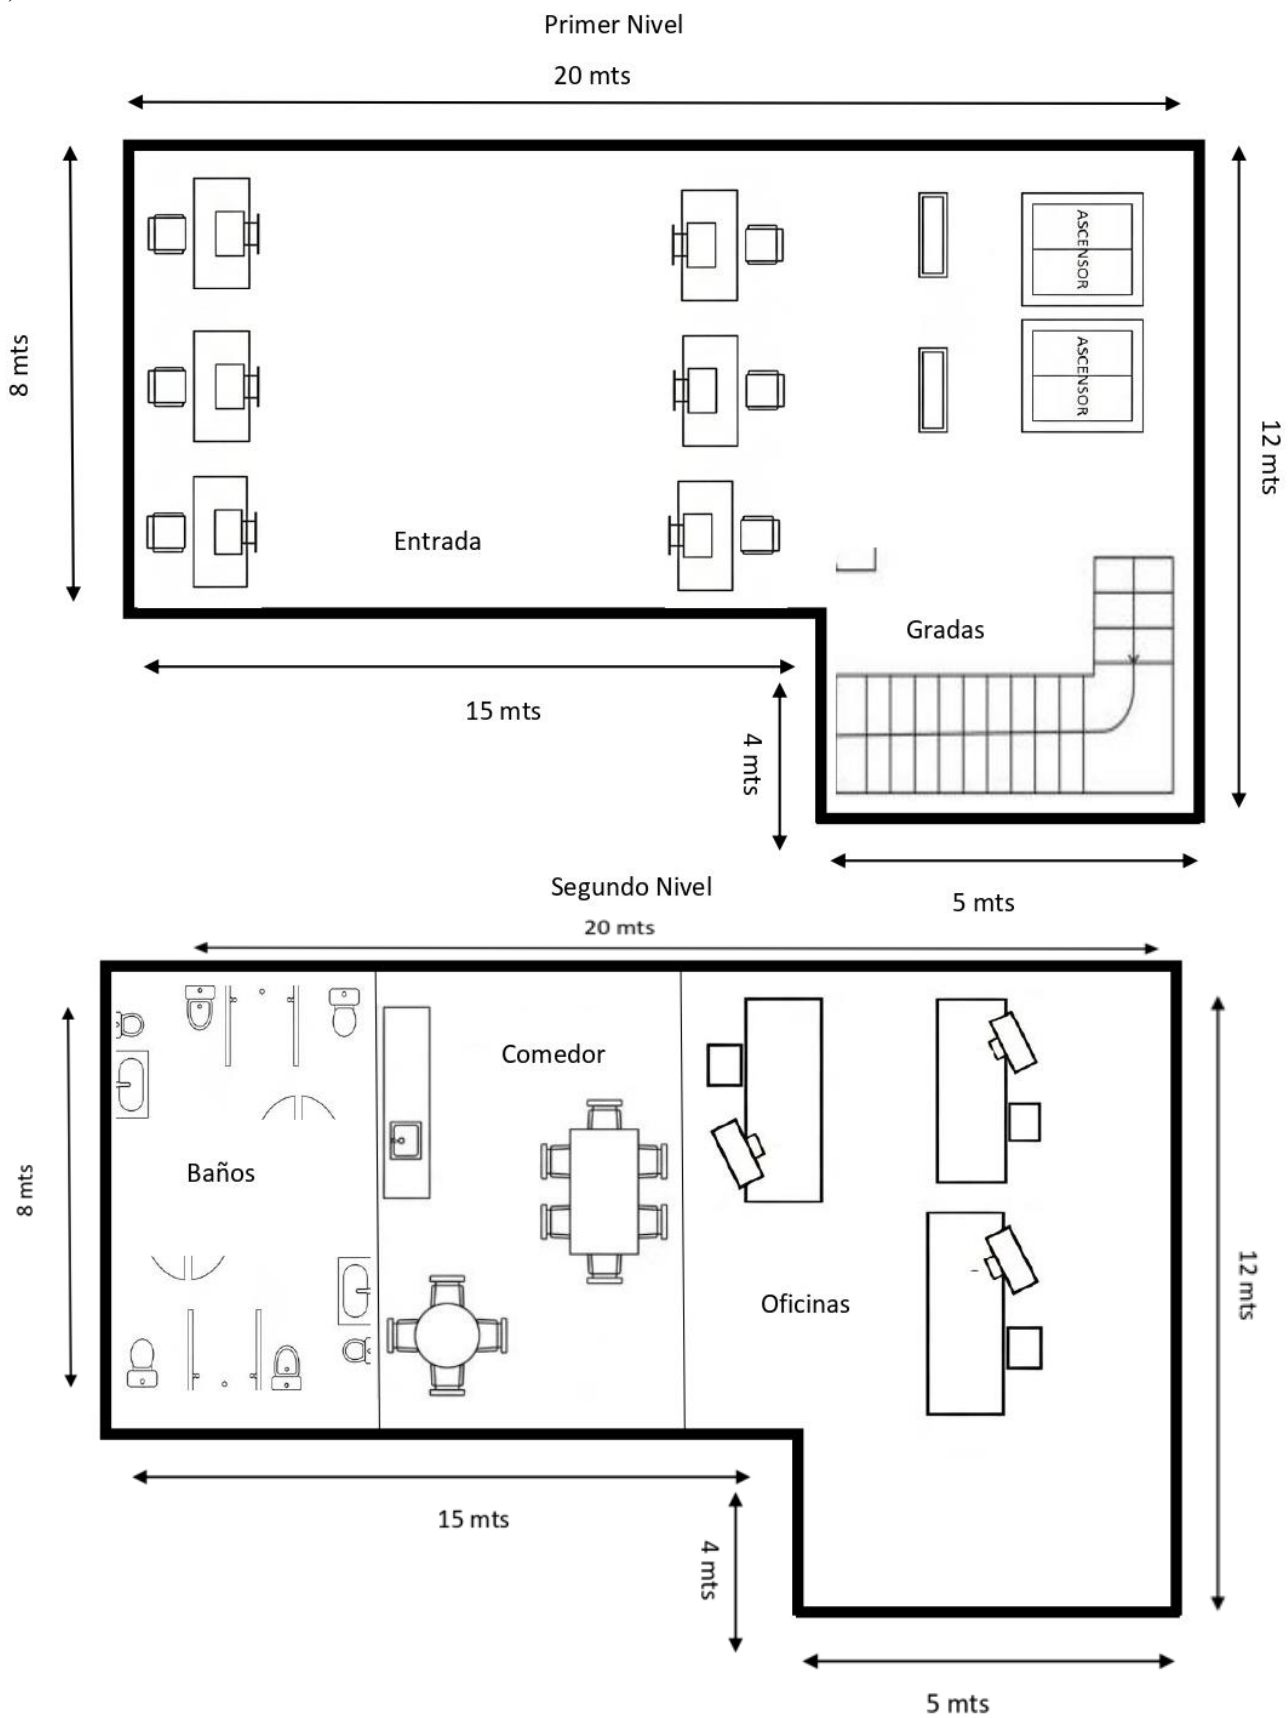 Primer Nivel
20 mts
8 mts
ASCENSOR
ASCENSOR
12 mts
Entrada
Gradas
15 mts
4 mts
5 mts
Segundo Nivel
20 mts
Comedor
8 mts
Baños
12 mts
Oficinas
15 mts
4 mts
5 mts